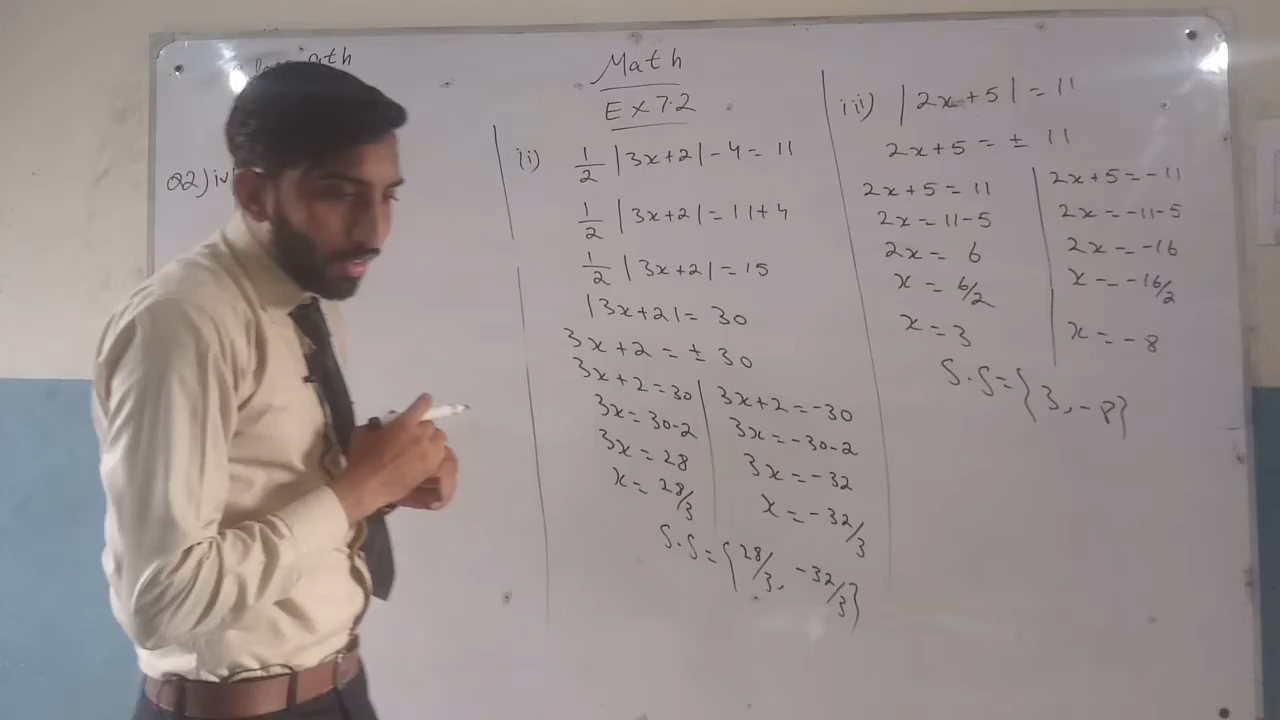 Math
Ex 7.2
Q2) iv)
(i) 1/2 |3x+2| - 4 = 11
1/2 |3x+2| = 11+4
1/2 |3x+2| = 15
|3x+2| = 30
3x+2 = ± 30
3x+2 = 30
3x = 30-2
3x = 28
x = 28/3
3x+2 = -30
3x = -30-2
3x = -32
x = -32/3
S.S = {28/3, -32/3}
iii) |2x+5| = 11
2x+5 = ± 11
2x+5 = 11
2x = 11-5
2x = 6
x = 6/2
x = 3
2x+5 = -11
2x = -11-5
2x = -16
x = -16/2
x = -8
S.S = {3, -8}